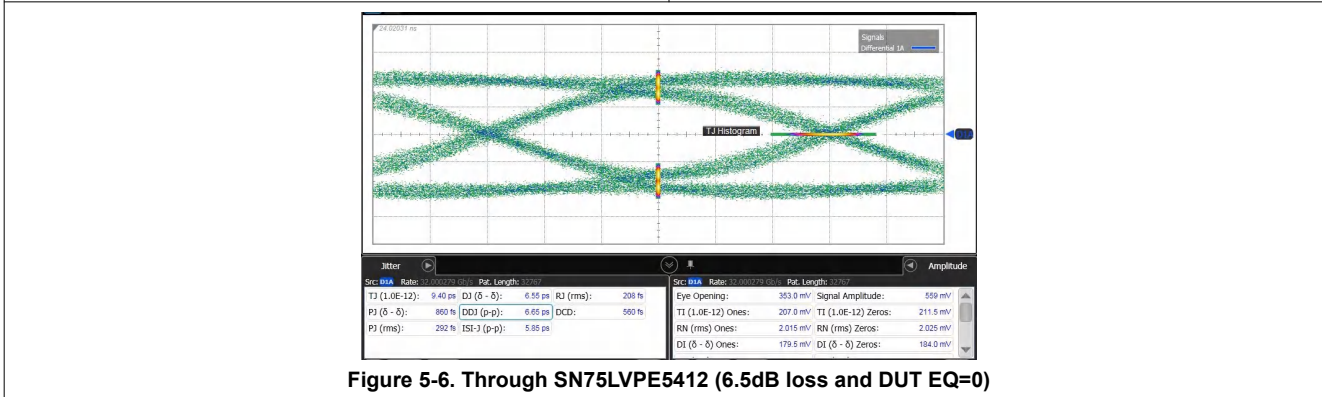 24.02031 ns
Signals
Differential 1A
TJ Histogram
Jitter
Amplitude
Src: D1A Rate: 32.000279 Gb/s Pat. Length: 32767
TJ (1.0E-12): 9.40 ps DJ (δ - δ): 6.55 ps RJ (rms): 208 fs
PJ (δ - δ): 860 fs DDJ (p-p): 6.65 ps DCD: 560 fs
PJ (rms): 292 fs ISI-J (p-p): 5.85 ps
Src: D1A Rate: 32.000279 Gb/s Pat. Length: 32767
Eye Opening: 353.0 mV Signal Amplitude: 559 mV
TI (1.0E-12) Ones: 207.0 mV TI (1.0E-12) Zeros: 211.5 mV
RN (rms) Ones: 2.015 mV RN (rms) Zeros: 2.025 mV
DI (δ - δ) Ones: 179.5 mV DI (δ - δ) Zeros: 184.0 mV
Figure 5-6. Through SN75LVPE5412 (6.5dB loss and DUT EQ=0)